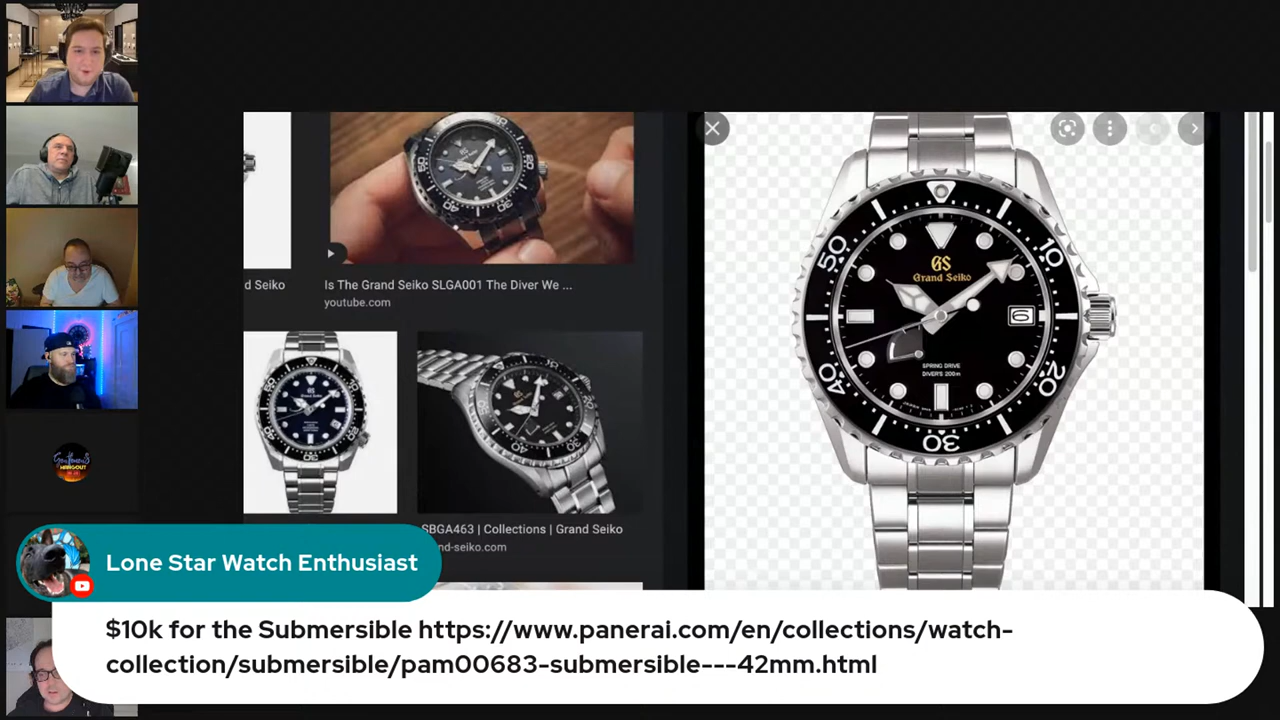 d Seiko
Is The Grand Seiko SLGA001 The Diver We ...
youtube.com
SBGA463 | Collections | Grand Seiko
nd-seiko.com
GS
Grand Seiko
SPRING DRIVE
DIVER'S 200m
10
20
30
40
50
6
HANGOUT
Lone Star Watch Enthusiast
$10k for the Submersible https://www.panerai.com/en/collections/watch-
collection/submersible/pam00683-submersible---42mm.html